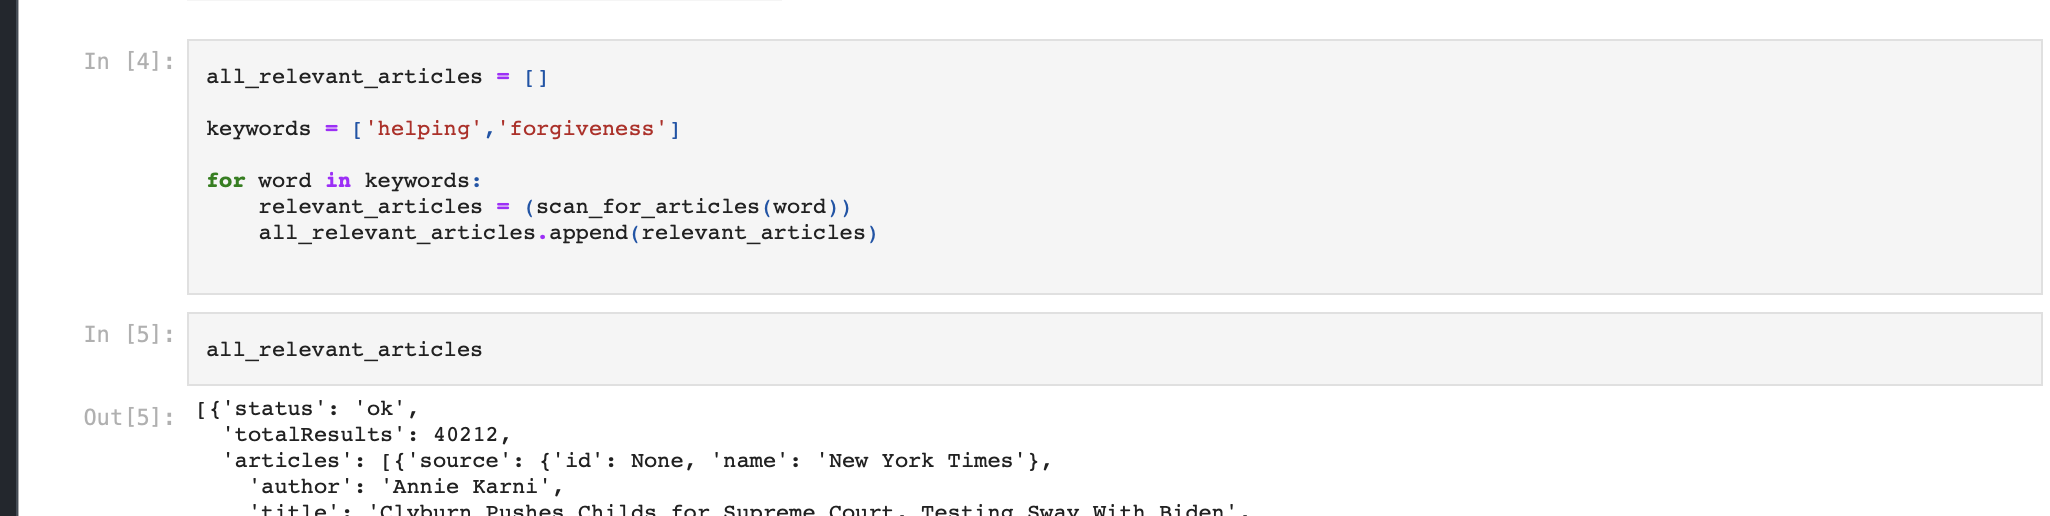 In [4]:
all_relevant_articles = []
keywords = ['helping','forgiveness']
for word in keywords:
    relevant_articles = (scan_for_articles(word))
    all_relevant_articles.append(relevant_articles)
In [5]:
all_relevant_articles
Out[5]:
[{'status': 'ok',
  'totalResults': 40212,
  'articles': [{'source': {'id': None, 'name': 'New York Times'},
    'author': 'Annie Karni',
    'title': 'Clyburn Pushes Childs for Supreme Court, Testing Sway With Biden',